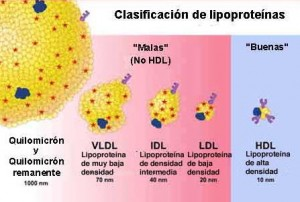 Clasificación de lipoproteínas
"Malas"
(No HDL)
"Buenas"
Quilomicrón
y
Quilomicrón
remanente
1000 nm
VLDL
Lipoproteína
de muy baja
densidad
70 nm
IDL
Lipoproteína
de densidad
intermedia
40 nm
LDL
Lipoproteína
de baja
densidad
20 nm
HDL
Lipoproteína
de alta
densidad
10 nm